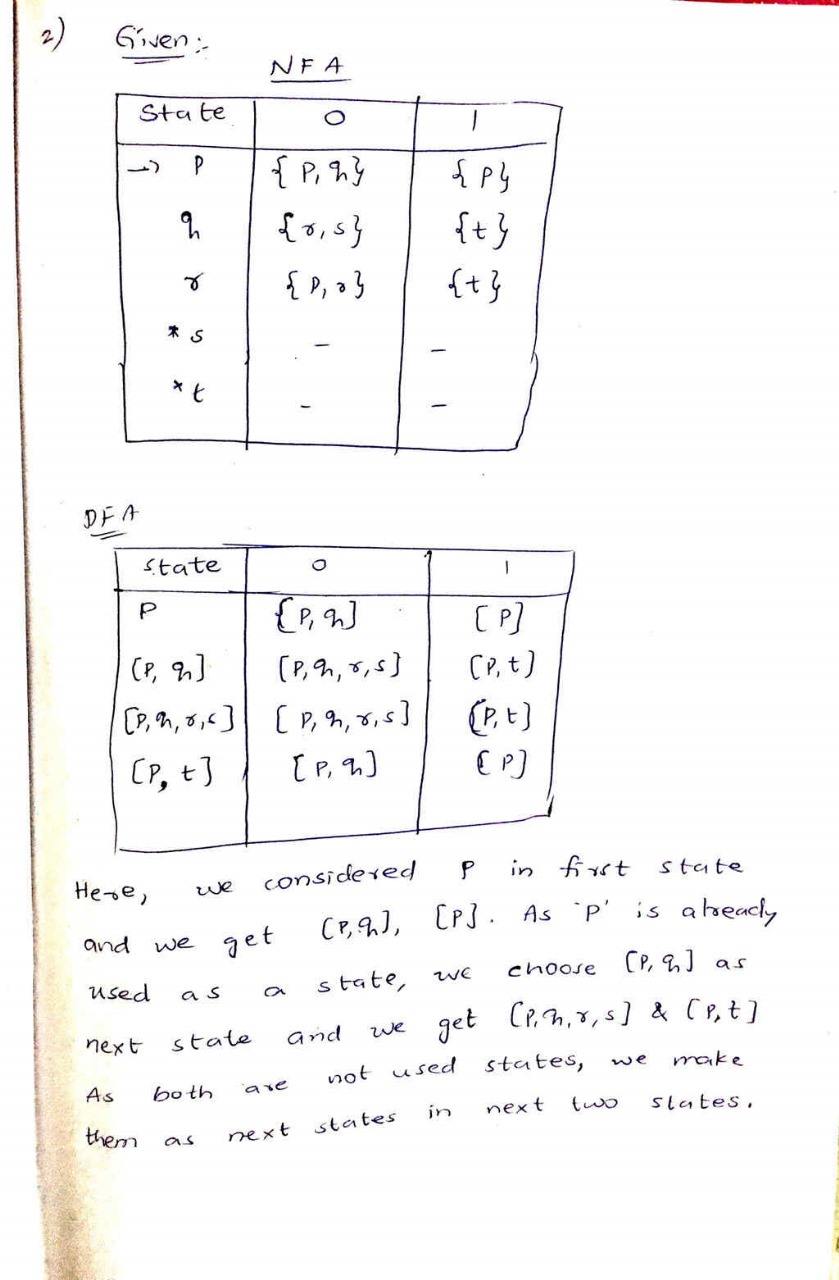 2) Given :-
NFA
State 0 1
→ P {P, q} {P}
q {r, s} {t}
r {P, r} {t}
* s - -
* t - -
DFA
state 0 1
P {P, q] [P]
[P, q] [P, q, r, s] [P, t]
[P, q, r, s] [P, q, r, s] [P, t]
[P, t] [P, q] [P]
Here, we considered P in first state
and we get [P, q], [P]. As 'P' is already
used as a state, we choose [P, q] as
next state and we get [P, q, r, s] & [P, t]
As both are not used states, we make
them as next states in next two states.